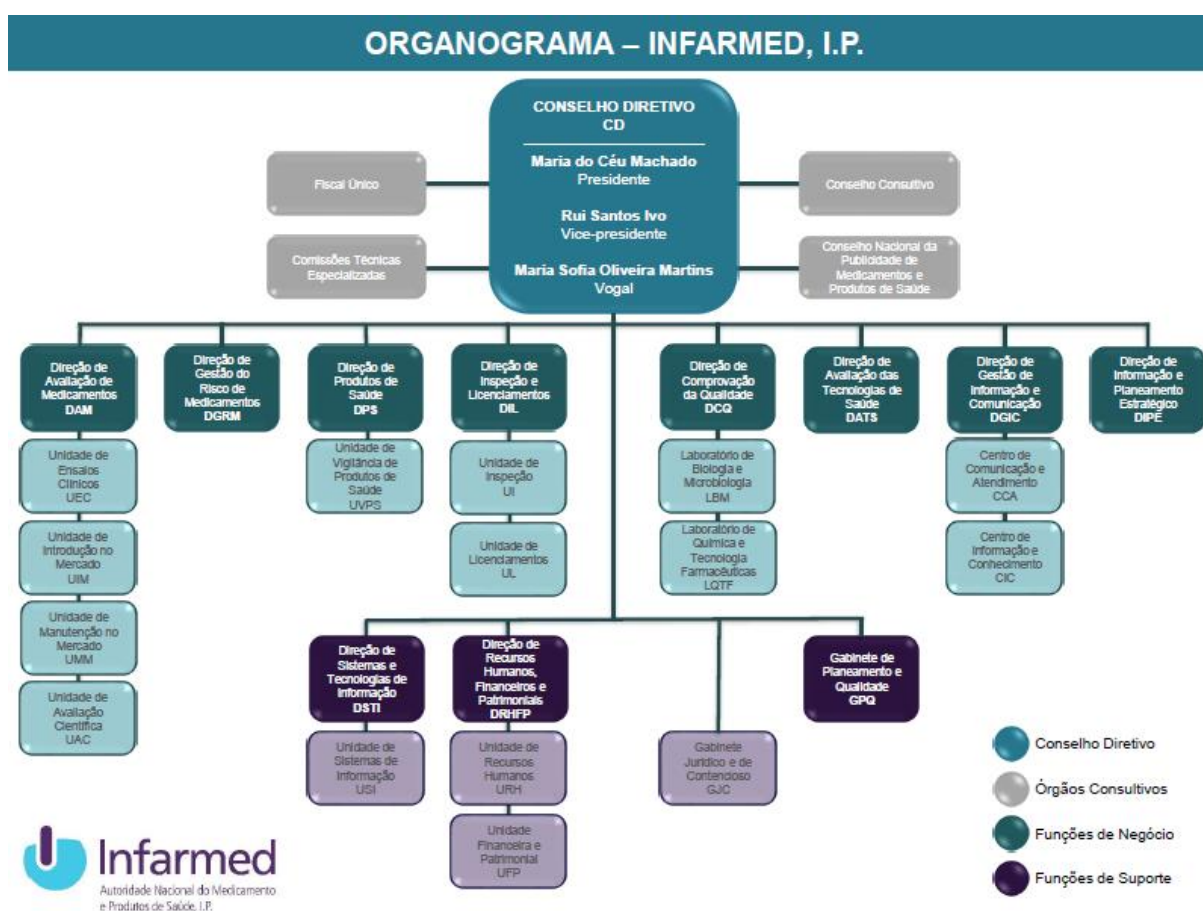 ORGANOGRAMA – INFARMED, I.P.
CONSELHO DIRETIVO
CD
Maria do Céu Machado
Presidente
Rui Santos Ivo
Vice-presidente
Maria Sofia Oliveira Martins
Vogal
Fiscal Único
Conselho Consultivo
Comissões Técnicas
Especializadas
Conselho Nacional da
Publicidade de
Medicamentos e
Produtos de Saúde
Direção de
Avaliação de
Medicamentos
DAM
Direção de
Gestão do
Risco de
Medicamentos
DGRM
Direção de
Produtos de
Saúde
DPS
Direção de
Inspeção e
Licenciamentos
DIL
Direção de
Comprovação
da Qualidade
DCQ
Direção de
Avaliação das
Tecnologias de
Saúde
DATS
Direção de
Gestão de
Informação e
Comunicação
DGIC
Direção de
Informação e
Planeamento
Estratégico
DIPE
Unidade de
Ensaios
Clínicos
UEC
Unidade de
Vigilância de
Produtos de
Saúde
UVPS
Unidade de
Inspeção
UI
Laboratório de
Biologia e
Microbiologia
LBM
Centro de
Comunicação e
Atendimento
CCA
Unidade de
Introdução no
Mercado
UIM
Unidade de
Licenciamentos
UL
Laboratório de
Química e
Tecnologia
Farmacêuticas
LQTF
Centro de
Informação e
Conhecimento
CIC
Unidade de
Manutenção no
Mercado
UMM
Unidade de
Avaliação
Científica
UAC
Direção de
Sistemas e
Tecnologias de
Informação
DSTI
Direção de
Recursos
Humanos,
Financeiros e
Patrimoniais
DRHFP
Gabinete de
Planeamento e
Qualidade
GPQ
Unidade de
Sistemas de
Informação
USI
Unidade de
Recursos
Humanos
URH
Gabinete
Jurídico e de
Contencioso
GJC
Unidade
Financeira e
Patrimonial
UFP
Conselho Diretivo
Órgãos Consultivos
Funções de Negócio
Funções de Suporte
Infarmed
Autoridade Nacional do Medicamento
e Produtos de Saúde, I.P.